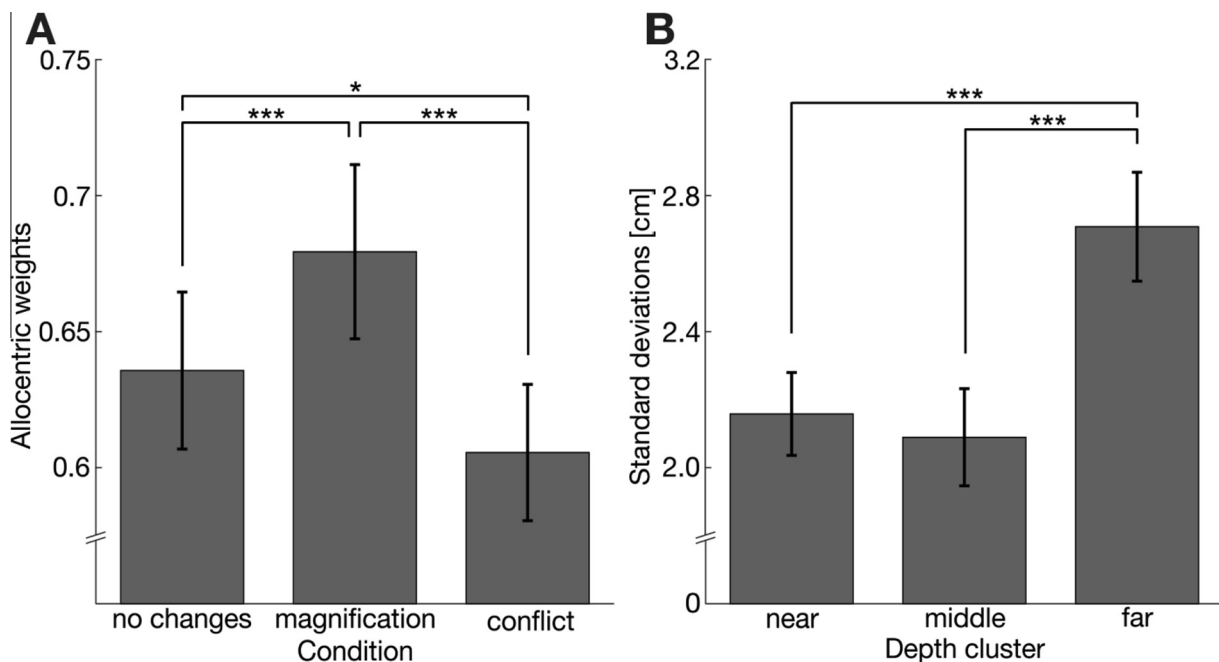 A
0.75
0.7
0.65
0.6
Allocentric weights
*
***
***
no changes
magnification
conflict
Condition
B
3.2
2.8
2.4
2.0
0
Standard deviations [cm]
***
***
near
middle
far
Depth cluster